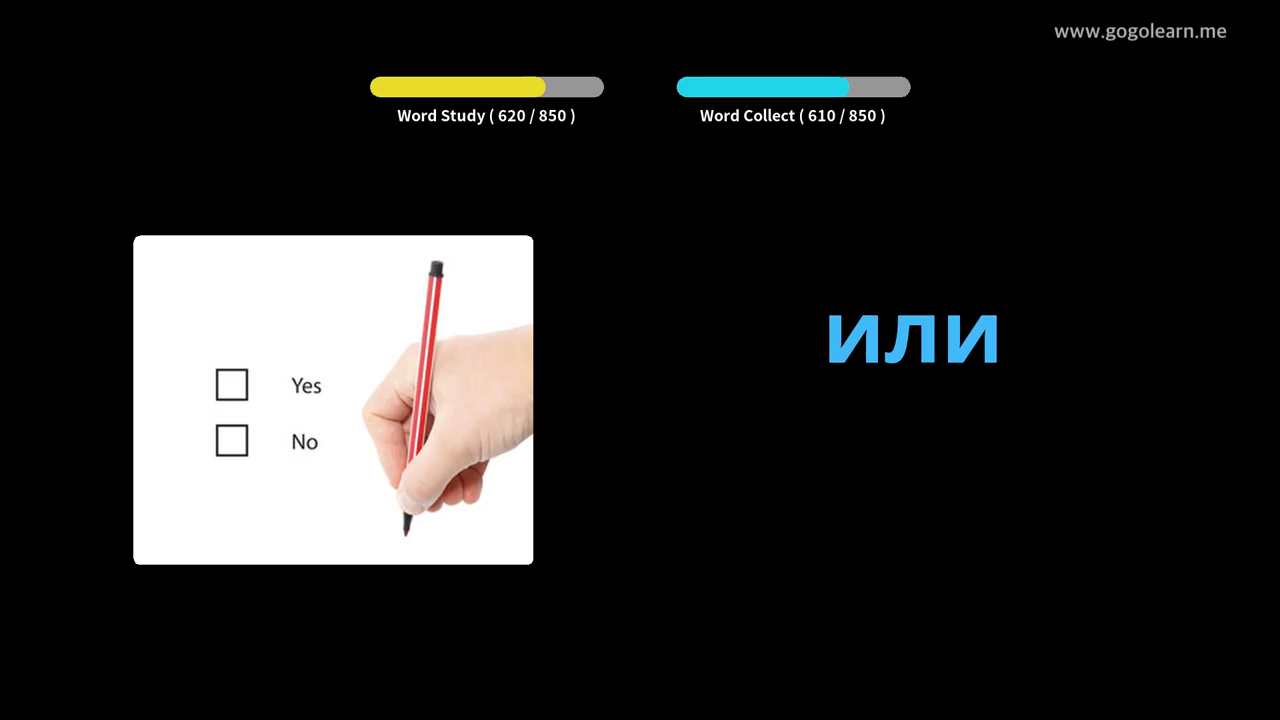 www.gogolearn.me
Word Study ( 620 / 850 )
Word Collect ( 610 / 850 )
Yes
No
или